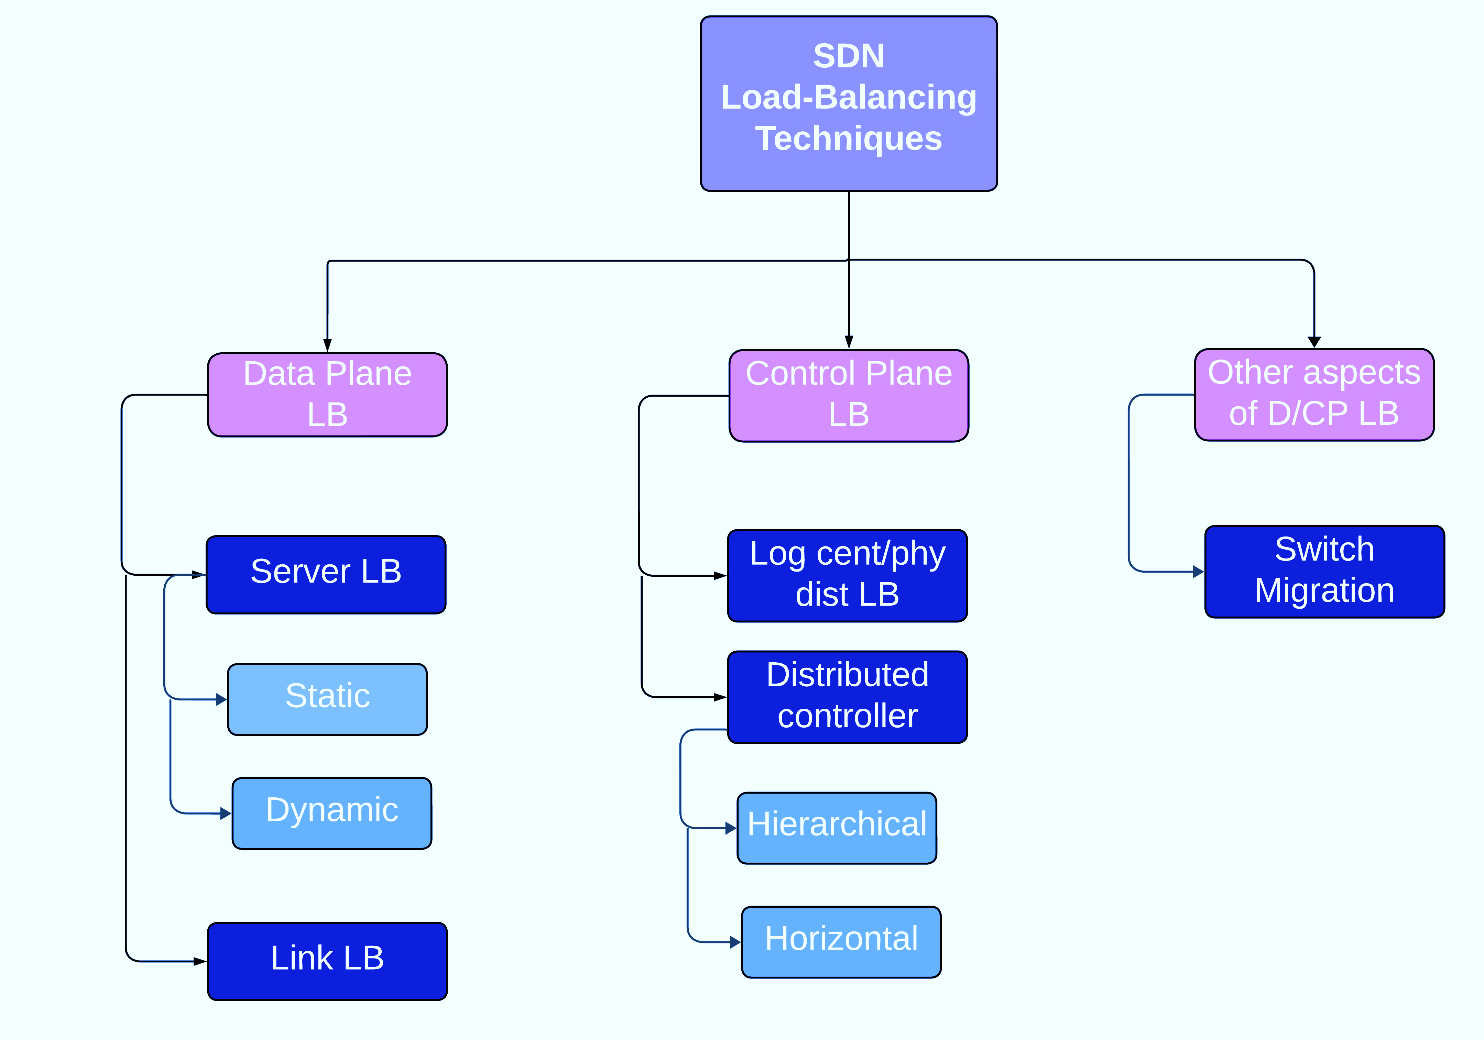 SDN
Load-Balancing
Techniques
Data Plane
LB
Control Plane
LB
Other aspects
of D/CP LB
Server LB
Static
Dynamic
Link LB
Log cent/phy
dist LB
Distributed
controller
Hierarchical
Horizontal
Switch
Migration